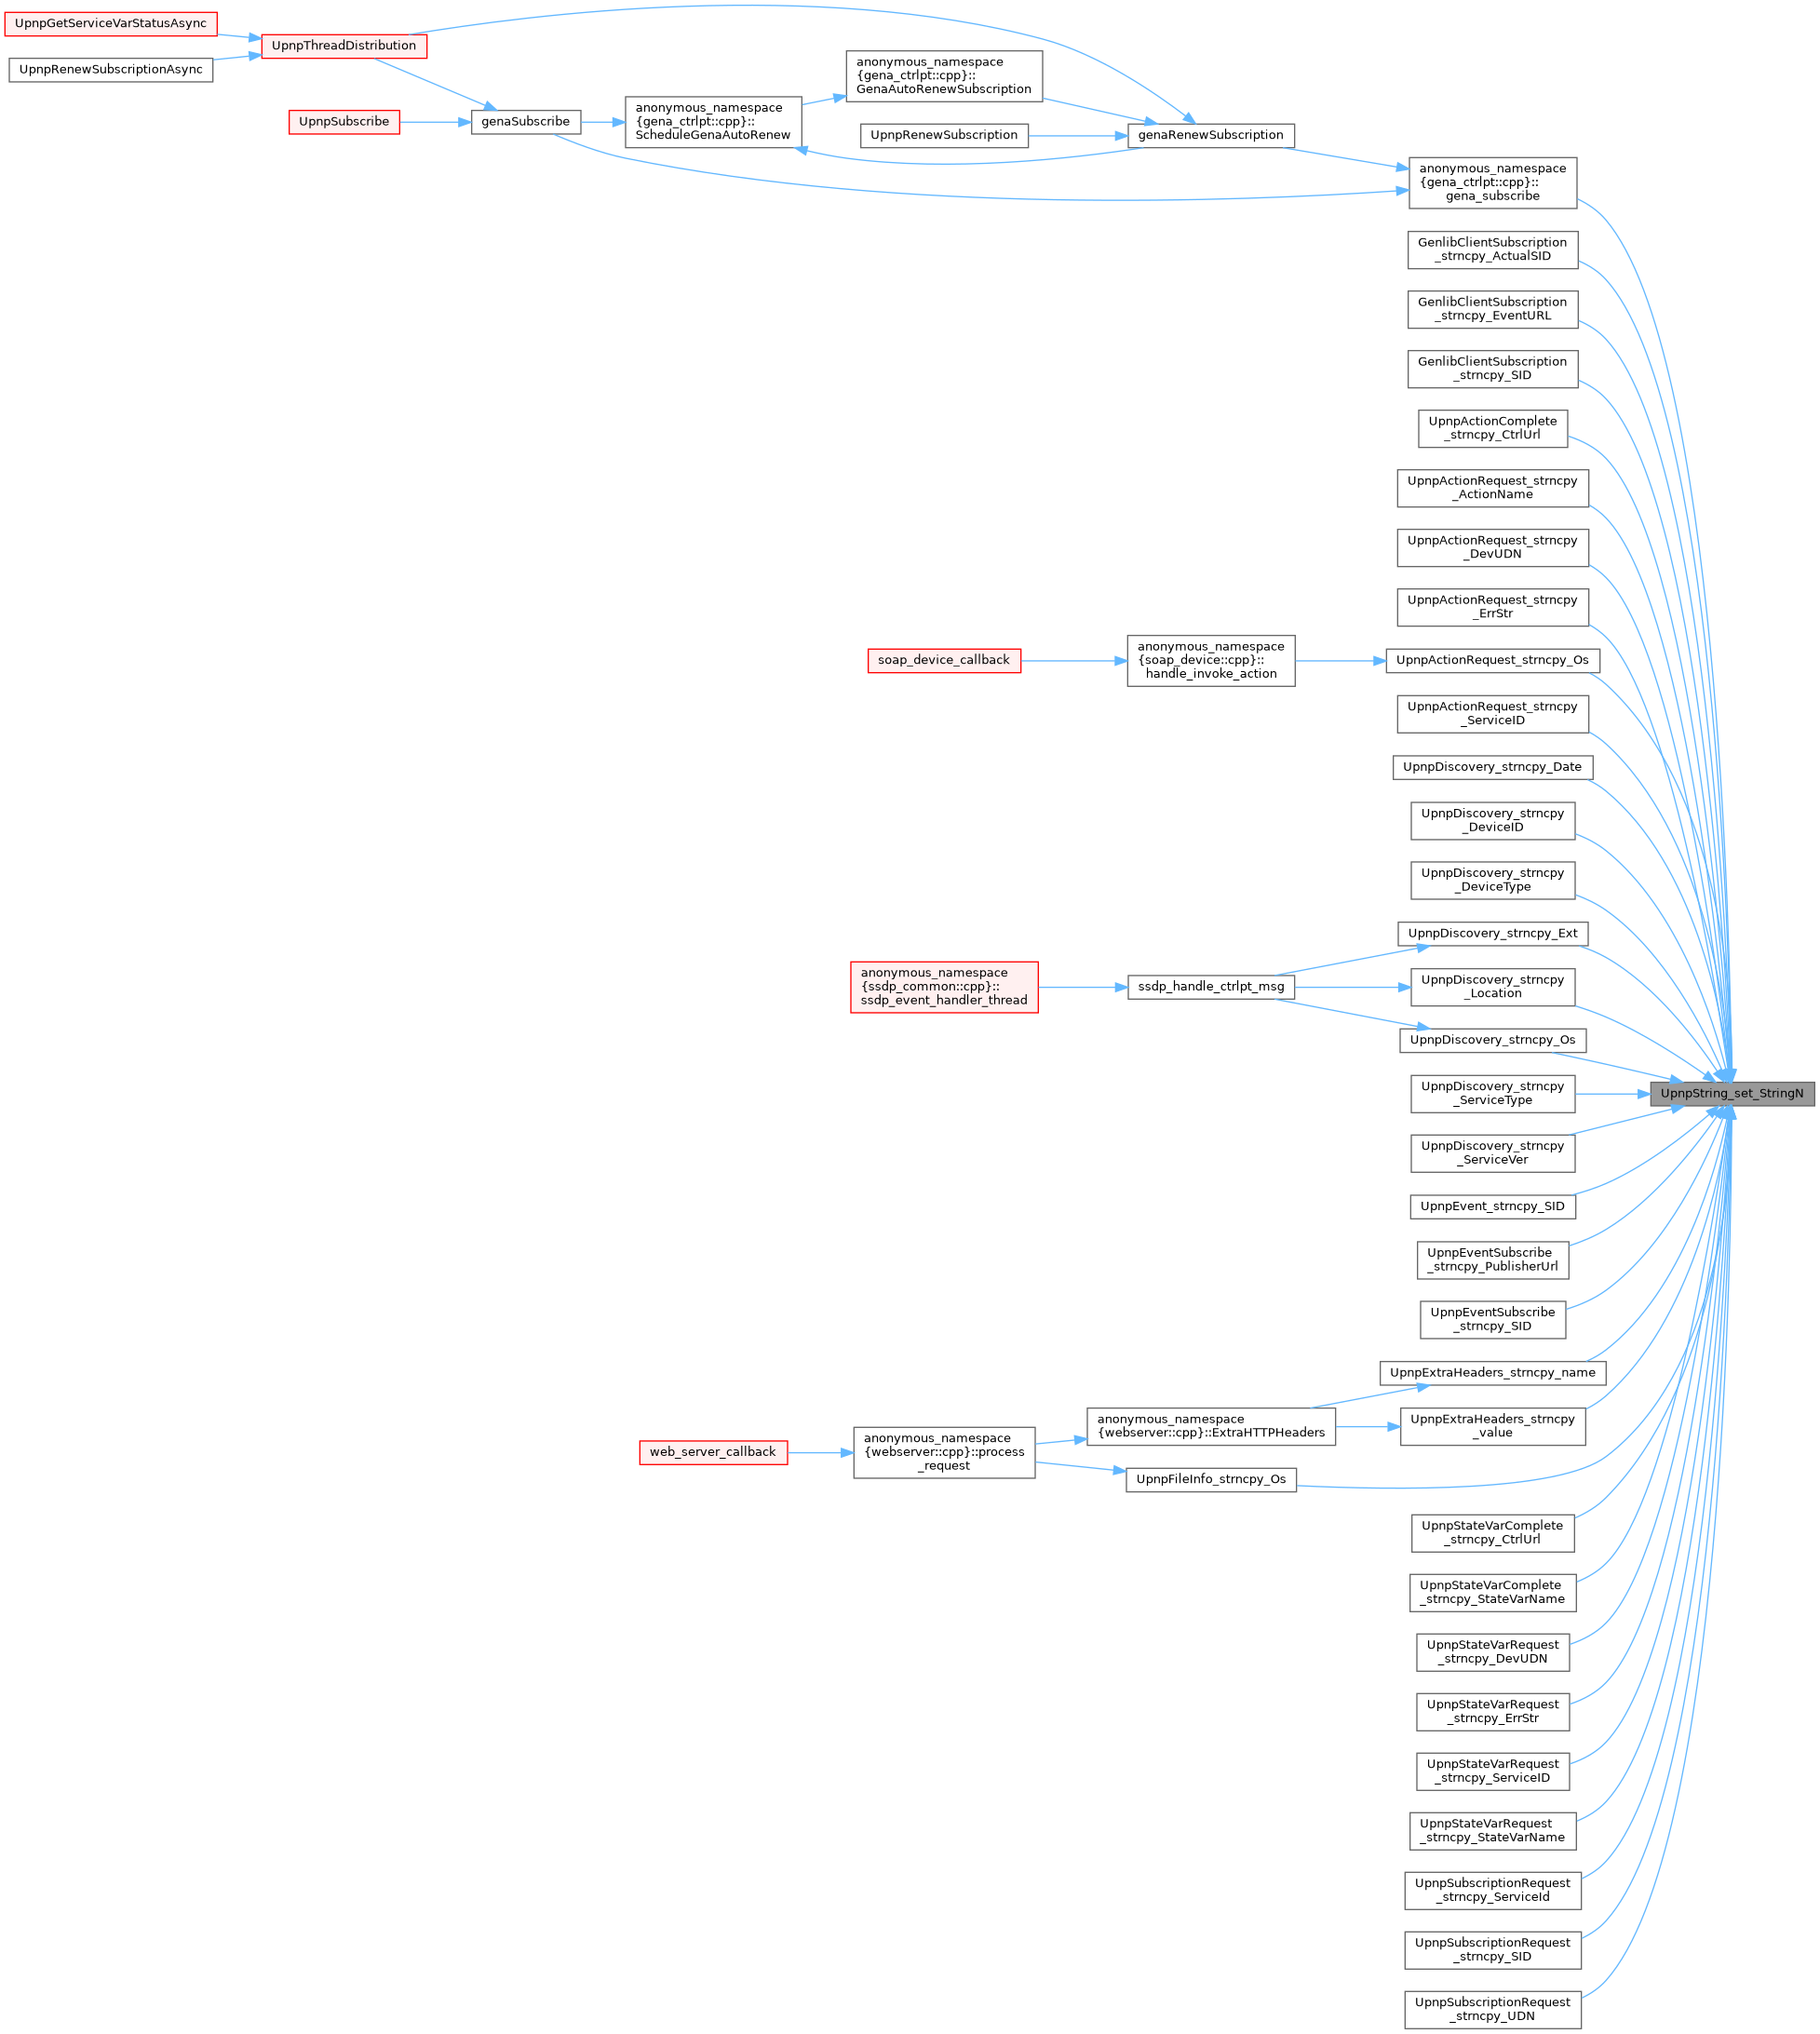 UpnpGetServiceVarStatusAsync
UpnpRenewSubscriptionAsync
UpnpThreadDistribution
UpnpSubscribe
genaSubscribe
anonymous_namespace
{gena_ctrlpt::cpp}::
ScheduleGenaAutoRenew
anonymous_namespace
{gena_ctrlpt::cpp}::
GenaAutoRenewSubscription
UpnpRenewSubscription
genaRenewSubscription
anonymous_namespace
{gena_ctrlpt::cpp}::
gena_subscribe
GenlibClientSubscription
_strncpy_ActualSID
GenlibClientSubscription
_strncpy_EventURL
GenlibClientSubscription
_strncpy_SID
UpnpActionComplete
_strncpy_CtrlUrl
UpnpActionRequest_strncpy
_ActionName
UpnpActionRequest_strncpy
_DevUDN
UpnpActionRequest_strncpy
_ErrStr
soap_device_callback
anonymous_namespace
{soap_device::cpp}::
handle_invoke_action
UpnpActionRequest_strncpy_Os
UpnpActionRequest_strncpy
_ServiceID
UpnpDiscovery_strncpy_Date
UpnpDiscovery_strncpy
_DeviceID
UpnpDiscovery_strncpy
_DeviceType
UpnpDiscovery_strncpy_Ext
anonymous_namespace
{ssdp_common::cpp}::
ssdp_event_handler_thread
ssdp_handle_ctrlpt_msg
UpnpDiscovery_strncpy
_Location
UpnpDiscovery_strncpy_Os
UpnpDiscovery_strncpy
_ServiceType
UpnpString_set_StringN
UpnpDiscovery_strncpy
_ServiceVer
UpnpEvent_strncpy_SID
UpnpEventSubscribe
_strncpy_PublisherUrl
UpnpEventSubscribe
_strncpy_SID
UpnpExtraHeaders_strncpy_name
web_server_callback
anonymous_namespace
{webserver::cpp}::process
_request
anonymous_namespace
{webserver::cpp}::ExtraHTTPHeaders
UpnpExtraHeaders_strncpy
_value
UpnpFileInfo_strncpy_Os
UpnpStateVarComplete
_strncpy_CtrlUrl
UpnpStateVarComplete
_strncpy_StateVarName
UpnpStateVarRequest
_strncpy_DevUDN
UpnpStateVarRequest
_strncpy_ErrStr
UpnpStateVarRequest
_strncpy_ServiceID
UpnpStateVarRequest
_strncpy_StateVarName
UpnpSubscriptionRequest
_strncpy_ServiceId
UpnpSubscriptionRequest
_strncpy_SID
UpnpSubscriptionRequest
_strncpy_UDN